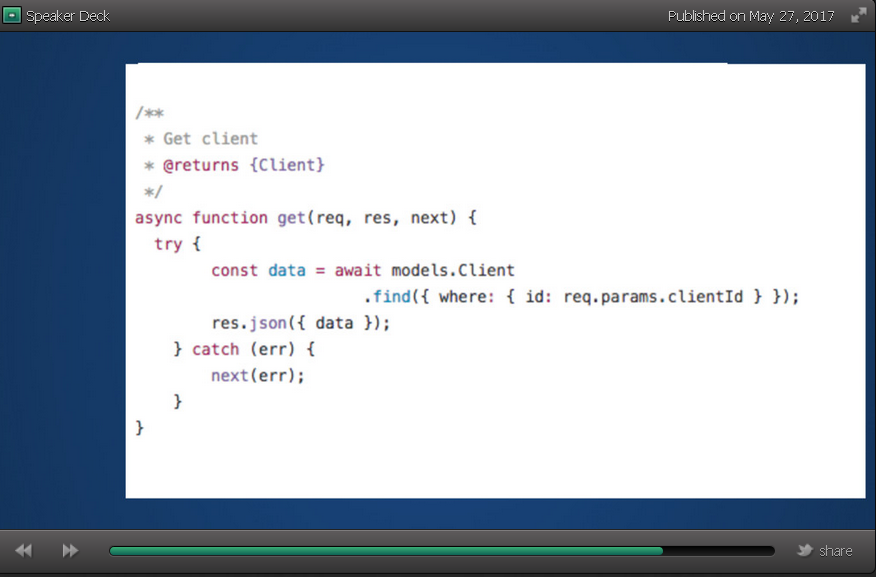 Speaker Deck
Published on May 27, 2017
/**
 * Get client
 * @returns {Client}
 */
async function get(req, res, next) {
  try {
        const data = await models.Client
                        .find({ where: { id: req.params.clientId } });
        res.json({ data });
    } catch (err) {
        next(err);
    }
}
share